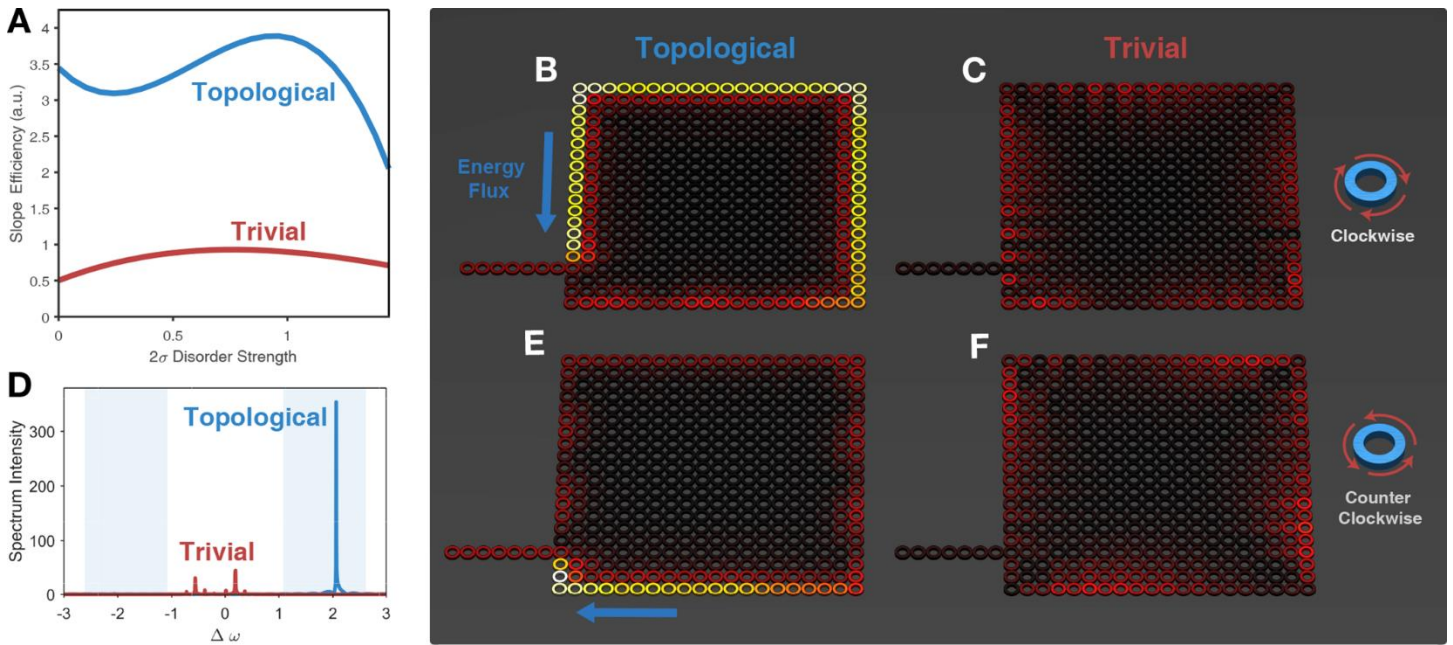 A
4
3.5
3
2.5
2
1.5
1
0.5
0
Slope Efficiency (a.u.)
Topological
Trivial
0
0.5
1
2σ Disorder Strength
Topological
Trivial
B
C
Energy
Flux
Clockwise
D
300
200
100
0
Spectrum Intensity
Topological
Trivial
-3
-2
-1
0
1
2
3
Δ ω
E
F
Counter
Clockwise